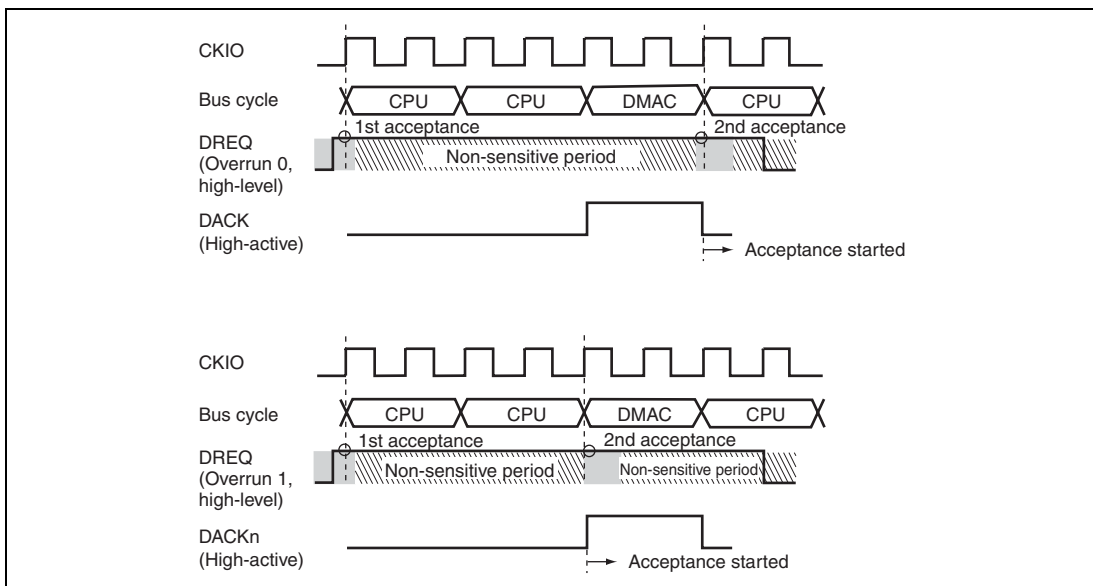 CKIO
Bus cycle
CPU
CPU
DMAC
CPU
1st acceptance
2nd acceptance
DREQ
(Overrun 0,
high-level)
Non-sensitive period
DACK
(High-active)
Acceptance started
CKIO
Bus cycle
CPU
CPU
DMAC
CPU
1st acceptance
2nd acceptance
DREQ
(Overrun 1,
high-level)
Non-sensitive period
Non-sensitive period
DACKn
(High-active)
Acceptance started